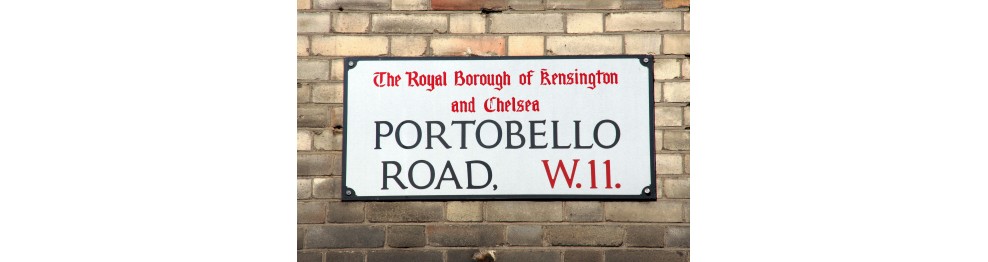 The Royal Borough of Kensington
and Chelsea
PORTOBELLO
ROAD, W.11.